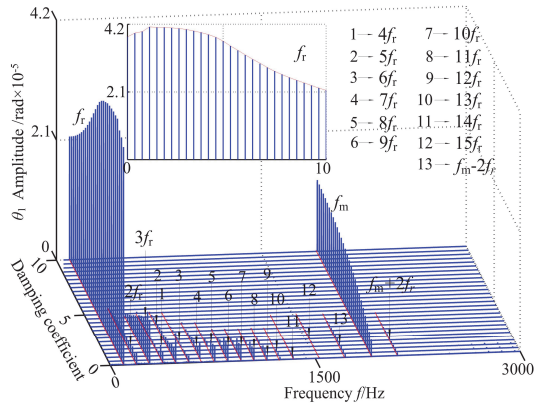 4.2
2.1
0
θ₁ Amplitude /rad×10⁻⁵
4.2
2.1
0
10
fᵣ
fᵣ
1→4fᵣ
2→5fᵣ
3→6fᵣ
4→7fᵣ
5→8fᵣ
6→9fᵣ
7→10fᵣ
8→11fᵣ
9→12fᵣ
10→13fᵣ
11→14fᵣ
12→15fᵣ
13→fₘ-2fᵣ
fₘ
3fᵣ
2fᵣ
1
2
3
4
5
6
7
8
9
10
11
12
13
fₘ+2fᵣ
10
5
0
Damping coefficient
0
1500
3000
Frequency f/Hz